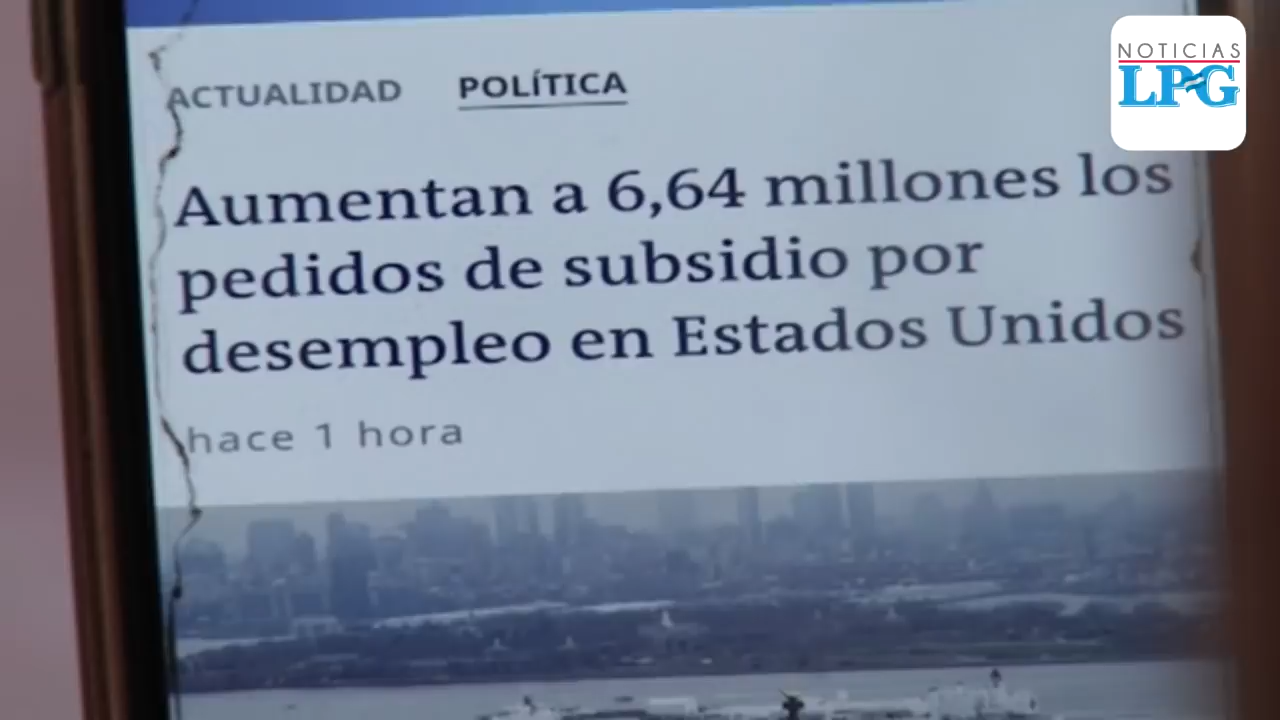 NOTICIAS
LPG
ACTUALIDAD POLÍTICA
Aumentan a 6,64 millones los
pedidos de subsidio por
desempleo en Estados Unidos
hace 1 hora